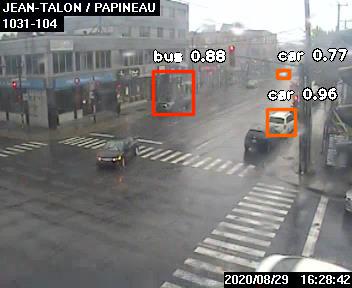 JEAN-TALON / PAPINEAU
1031-104
bus 0.88
car 0.77
car 0.96
2020/08/29 16:28:42